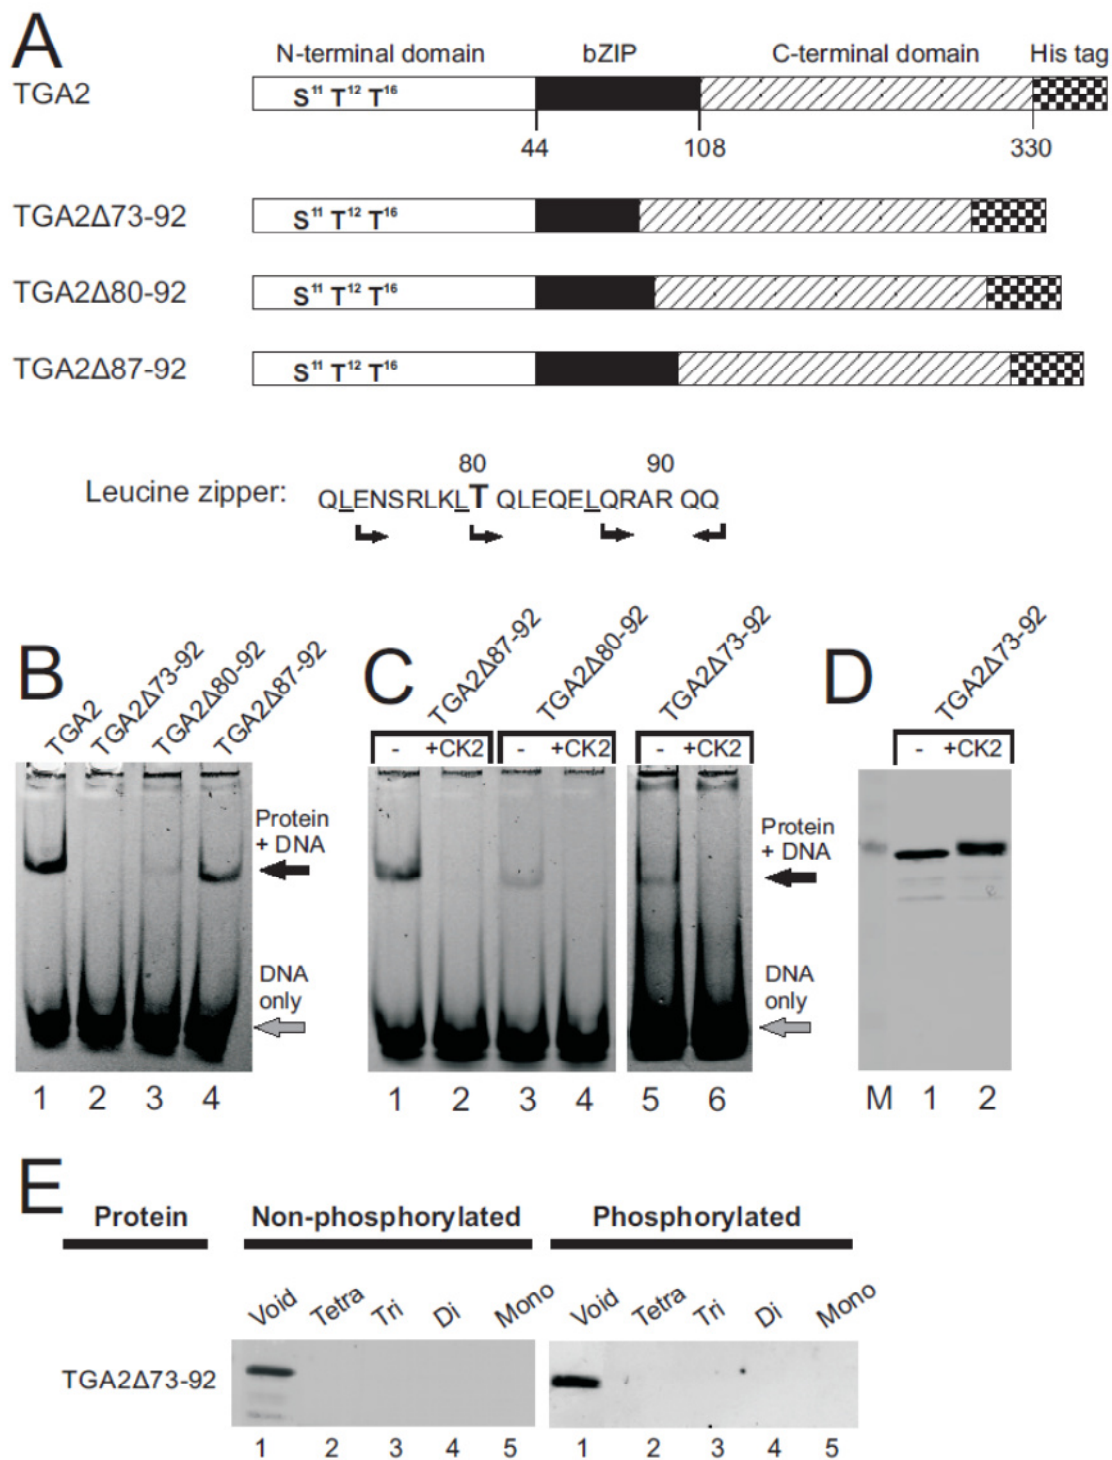 A
N-terminal domain bZIP C-terminal domain His tag
TGA2
S¹¹ T¹² T¹⁶
44 108 330
TGA2Δ73-92
S¹¹ T¹² T¹⁶
TGA2Δ80-92
S¹¹ T¹² T¹⁶
TGA2Δ87-92
S¹¹ T¹² T¹⁶
80 90
Leucine zipper: QLENSRLKLT QLEQELQRAR QQ
B
TGA2 TGA2Δ73-92 TGA2Δ80-92 TGA2Δ87-92
Protein
+ DNA
DNA
only
1 2 3 4
C
TGA2Δ87-92 TGA2Δ80-92 TGA2Δ73-92
- +CK2 - +CK2 - +CK2
Protein
+ DNA
DNA
only
1 2 3 4 5 6
D
TGA2Δ73-92
- +CK2
M 1 2
E
Protein Non-phosphorylated Phosphorylated
Void Tetra Tri Di Mono Void Tetra Tri Di Mono
TGA2Δ73-92
1 2 3 4 5 1 2 3 4 5